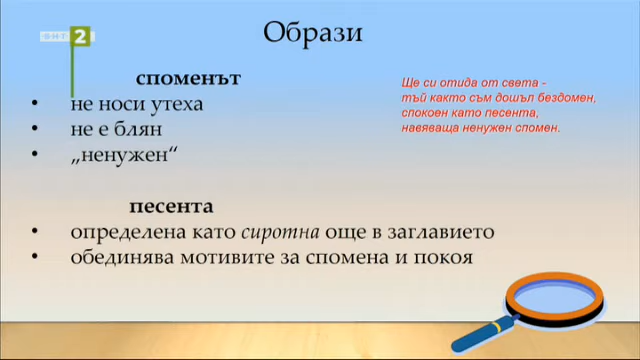 БНТ 2
Образи
споменът
• не носи утеха
• не е блян
• „ненужен“
песента
• определена като сиротна още в заглавието
• обединява мотивите за спомена и покоя
Ще си отида от света -
тъй както съм дошъл бездомен,
спокоен като песента,
навяваща ненужен спомен.